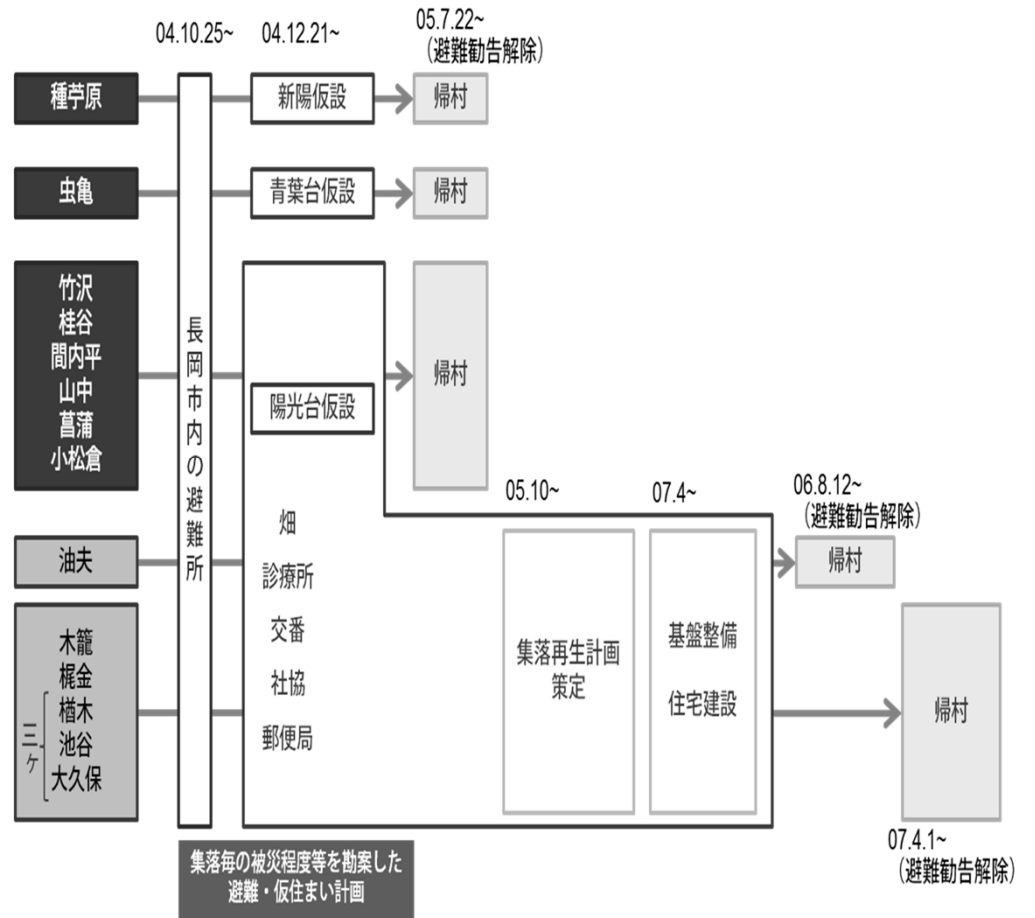 04.10.25~
04.12.21~
05.7.22~
（避難勧告解除）
種苧原
新陽仮設
帰村
虫亀
青葉台仮設
帰村
竹沢
桂谷
間内平
山中
菖蒲
小松倉
長岡市内の避難所
陽光台仮設
帰村
畑
診療所
交番
社協
郵便局
05.10~
07.4~
06.8.12~
（避難勧告解除）
油夫
帰村
木籠
梶金
楢木
池谷
大久保
三ヶ
集落再生計画
策定
基盤整備
住宅建設
帰村
07.4.1~
（避難勧告解除）
集落毎の被災程度等を勘案した
避難・仮住まい計画